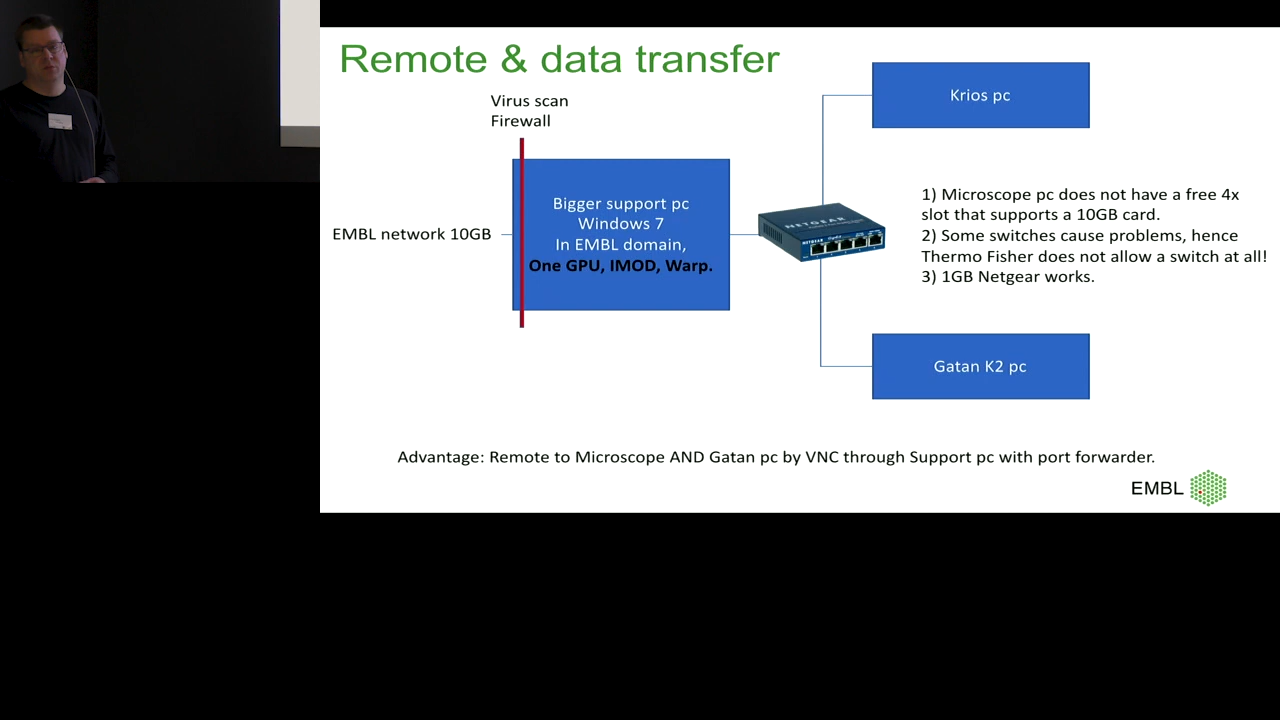 Remote & data transfer
Virus scan
Firewall
Krios pc
EMBL network 10GB
Bigger support pc
Windows 7
In EMBL domain,
One GPU, IMOD, Warp.
NETGEAR
NETGEAR
1) Microscope pc does not have a free 4x
slot that supports a 10GB card.
2) Some switches cause problems, hence
Thermo Fisher does not allow a switch at all!
3) 1GB Netgear works.
Gatan K2 pc
Advantage: Remote to Microscope AND Gatan pc by VNC through Support pc with port forwarder.
EMBL